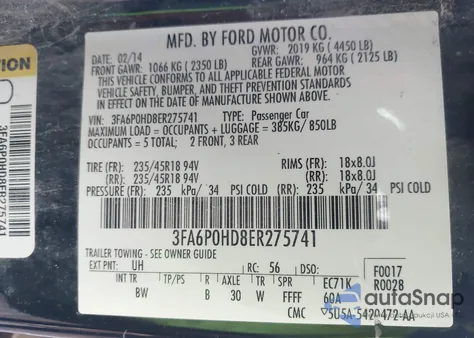 MFD. BY FORD MOTOR CO.
DATE: 02/14 GVWR: 2019 KG (4450 LB)
FRONT GAWR: 1066 KG (2350 LB) REAR GAWR: 964 KG (2125 LB)
THIS VEHICLE CONFORMS TO ALL APPLICABLE FEDERAL MOTOR
VEHICLE SAFETY, BUMPER, AND THEFT PREVENTION STANDARDS
IN EFFECT ON THE DATE OF MANUFACTURE SHOWN ABOVE.
VIN: 3FA6P0HD8ER275741 TYPE: Passenger Car
MAXIMUM LOAD = OCCUPANTS + LUGGAGE = 385KG/850LB
OCCUPANTS = 5 TOTAL: 2 FRONT, 3 REAR
TIRE (FR): 235/45R18 94V RIMS (FR): 18x8.0J
(RR): 235/45R18 94V (RR): 18x8.0J
PRESSURE (FR): 235 kPa/ 34 PSI COLD (RR): 235 kPa/ 34 PSI COLD
3FA6P0HD8ER275741
TRAILER TOWING - SEE OWNER GUIDE
EXT PNT: UH RC: 56 DSO: F0017
R0028
INT TR TP/PS R AXLE TR SPR EC71K
BW B 30 W FFFF 60A
CMC 5U5A-5420472-AA
autoSnap
CTION
3FA6P0HD8ER275741